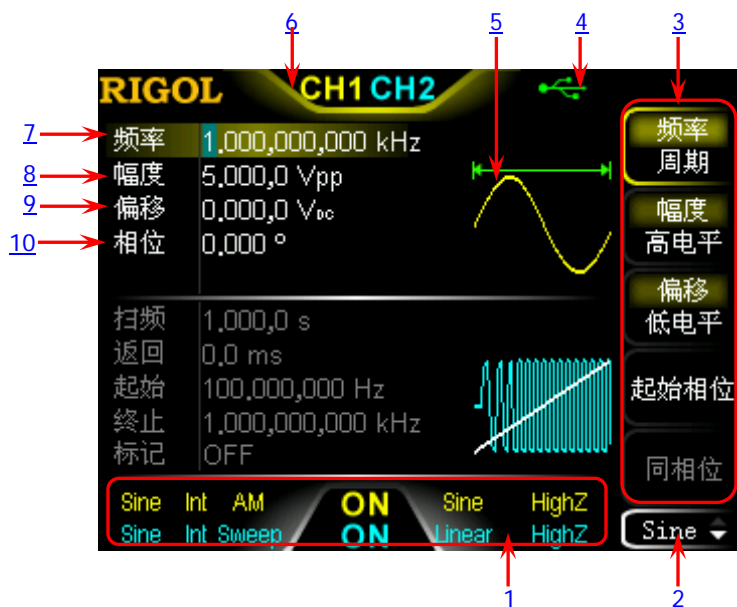 6 5 4 3
RIGOL CH1 CH2
7 频率 1.000,000,000 kHz
8 幅度 5.000,0 Vpp
9 偏移 0.000,0 VDC
10 相位 0.000 °
频率
周期
幅度
高电平
偏移
低电平
起始相位
同相位
扫频 1.000,0 s
返回 0.0 ms
起始 100.000,000 Hz
终止 1.000,000,000 kHz
标记 OFF
Sine Int AM ON Sine HighZ
Sine Int Sweep ON Linear HighZ
Sine
1 2